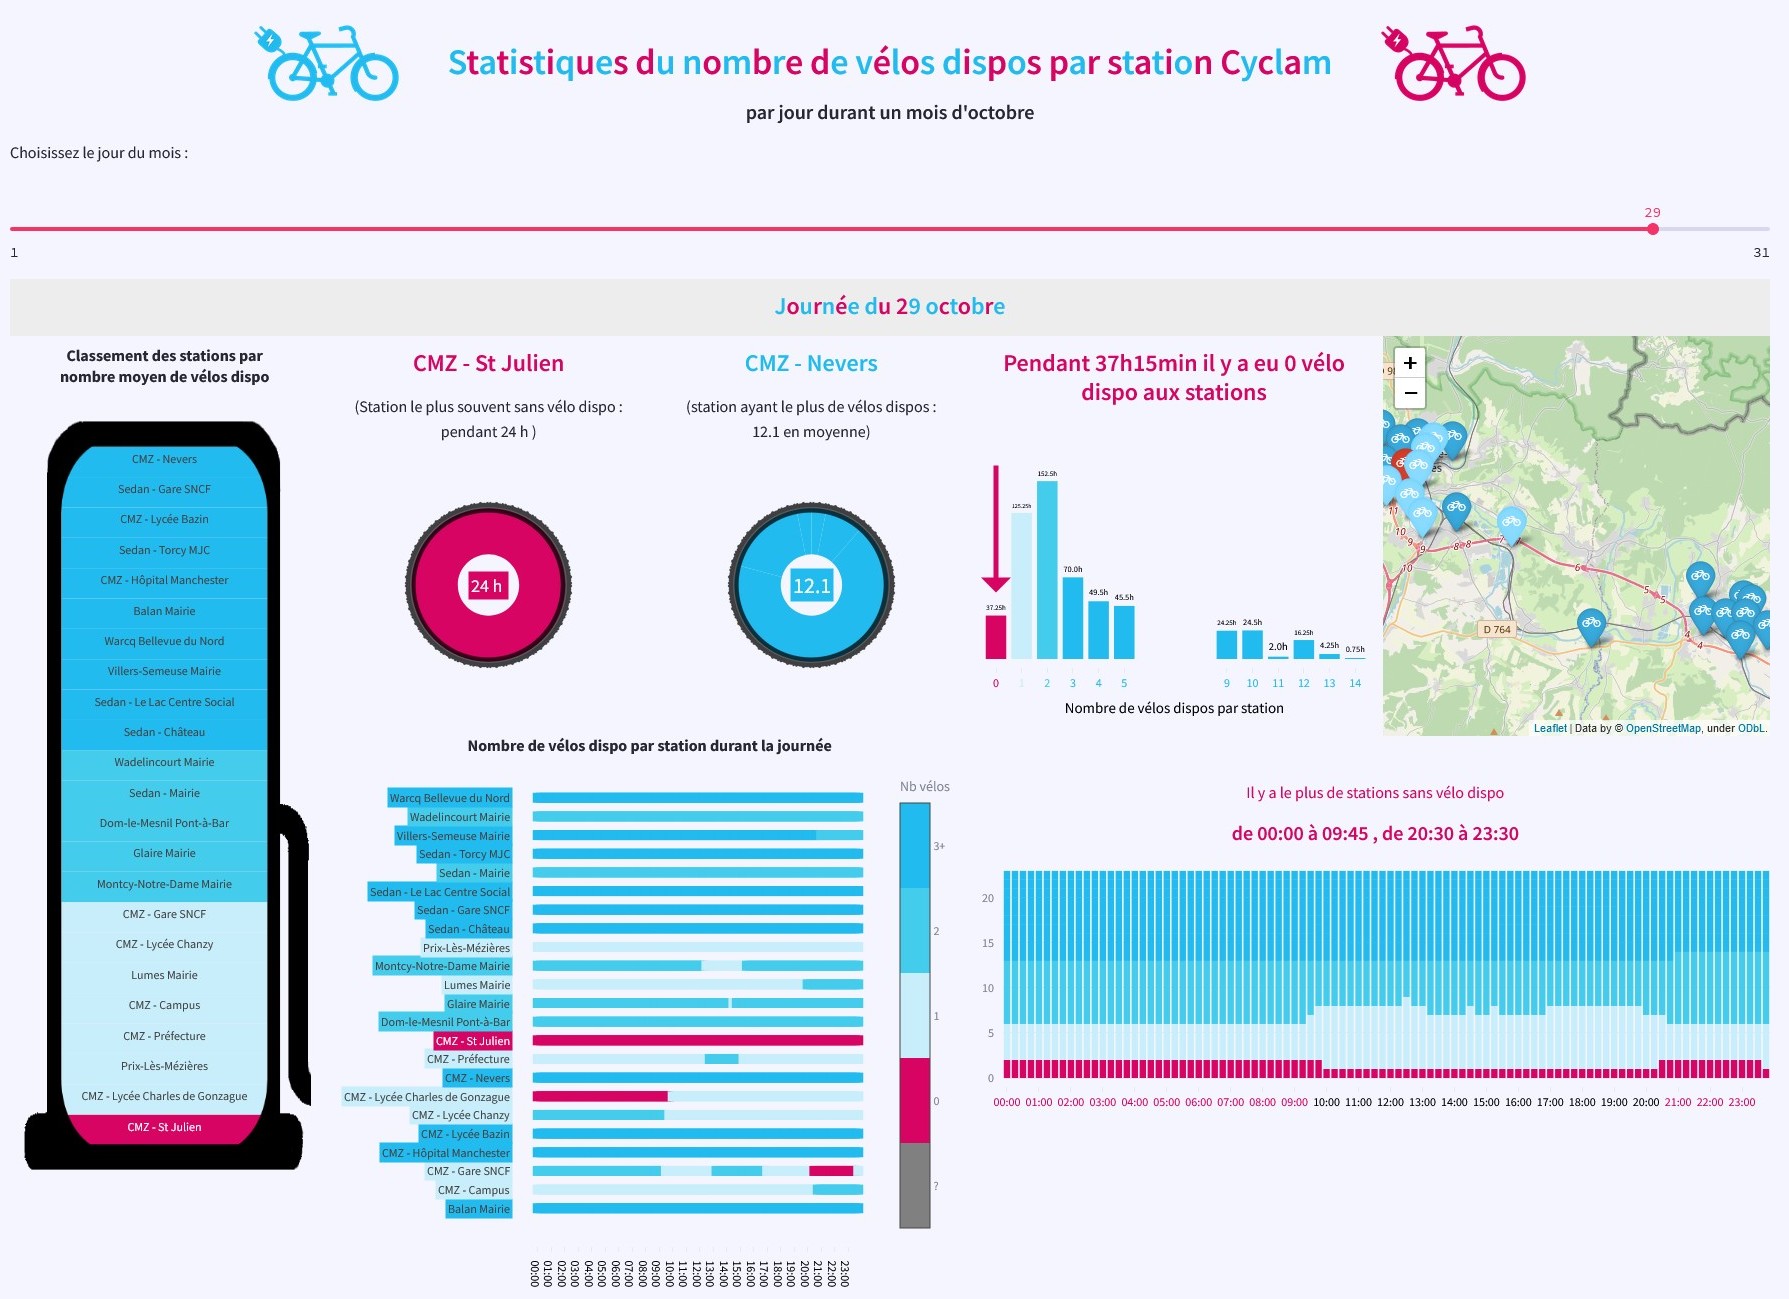 Statistiques du nombre de vélos dispos par station Cyclam
par jour durant un mois d'octobre
Choisissez le jour du mois :
29
1
31
Journée du 29 octobre
Classement des stations par
nombre moyen de vélos dispo
CMZ - Nevers
Sedan - Gare SNCF
CMZ - Lycée Bazin
Sedan - Torcy MJC
CMZ - Hôpital Manchester
Balan Mairie
Warcq Bellevue du Nord
Villers-Semeuse Mairie
Sedan - Le Lac Centre Social
Sedan - Château
Wadelincourt Mairie
Sedan - Mairie
Dom-le-Mesnil Pont-à-Bar
Glaire Mairie
Montcy-Notre-Dame Mairie
CMZ - Gare SNCF
CMZ - Lycée Chanzy
Lumes Mairie
CMZ - Campus
CMZ - Préfecture
Prix-Lès-Mézières
CMZ - Lycée Charles de Gonzague
CMZ - St Julien
CMZ - St Julien
(Station le plus souvent sans vélo dispo :
pendant 24 h )
24 h
CMZ - Nevers
(station ayant le plus de vélos dispos :
12.1 en moyenne)
12.1
Pendant 37h15min il y a eu 0 vélo
dispo aux stations
37.25h 125.25h 152.5h 70.0h 49.5h 45.5h 24.25h 24.5h 2.0h 16.25h 4.25h 0.75h
0 1 2 3 4 5 9 10 11 12 13 14
Nombre de vélos dispos par station
+
−
11
10
9
9
10
8
8
7
6
5
5
4
4
D 764
Leaflet | Data by © OpenStreetMap, under ODbL.
Nombre de vélos dispo par station durant la journée
Warcq Bellevue du Nord
Wadelincourt Mairie
Villers-Semeuse Mairie
Sedan - Torcy MJC
Sedan - Mairie
Sedan - Le Lac Centre Social
Sedan - Gare SNCF
Sedan - Château
Prix-Lès-Mézières
Montcy-Notre-Dame Mairie
Lumes Mairie
Glaire Mairie
Dom-le-Mesnil Pont-à-Bar
CMZ - St Julien
CMZ - Préfecture
CMZ - Nevers
CMZ - Lycée Charles de Gonzague
CMZ - Lycée Chanzy
CMZ - Lycée Bazin
CMZ - Hôpital Manchester
CMZ - Gare SNCF
CMZ - Campus
Balan Mairie
00:00 01:00 02:00 03:00 04:00 05:00 06:00 07:00 08:00 09:00 10:00 11:00 12:00 13:00 14:00 15:00 16:00 17:00 18:00 19:00 20:00 21:00 22:00 23:00
Nb vélos
3+
2
1
0
?
Il y a le plus de stations sans vélo dispo
de 00:00 à 09:45 , de 20:30 à 23:30
20
15
10
5
0
00:00 01:00 02:00 03:00 04:00 05:00 06:00 07:00 08:00 09:00 10:00 11:00 12:00 13:00 14:00 15:00 16:00 17:00 18:00 19:00 20:00 21:00 22:00 23:00